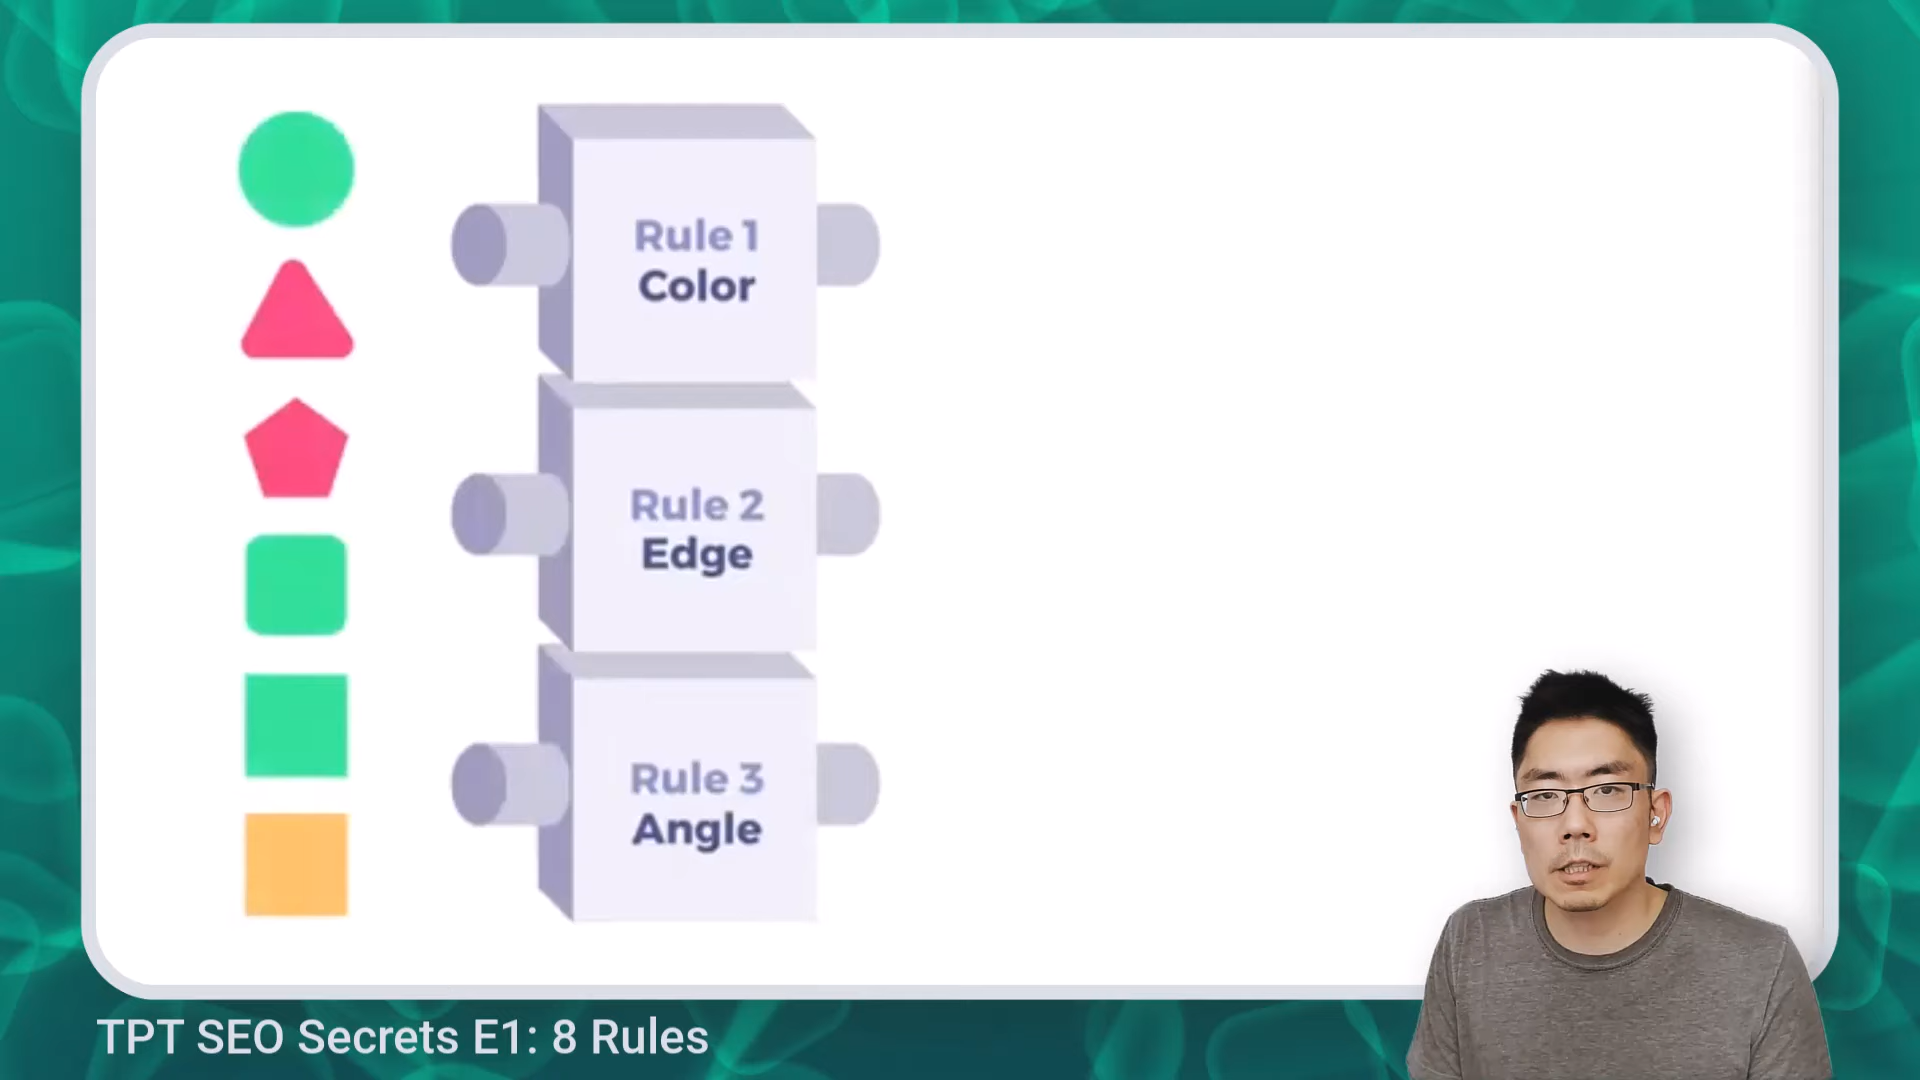 Rule 1
Color
Rule 2
Edge
Rule 3
Angle
TPT SEO Secrets E1: 8 Rules